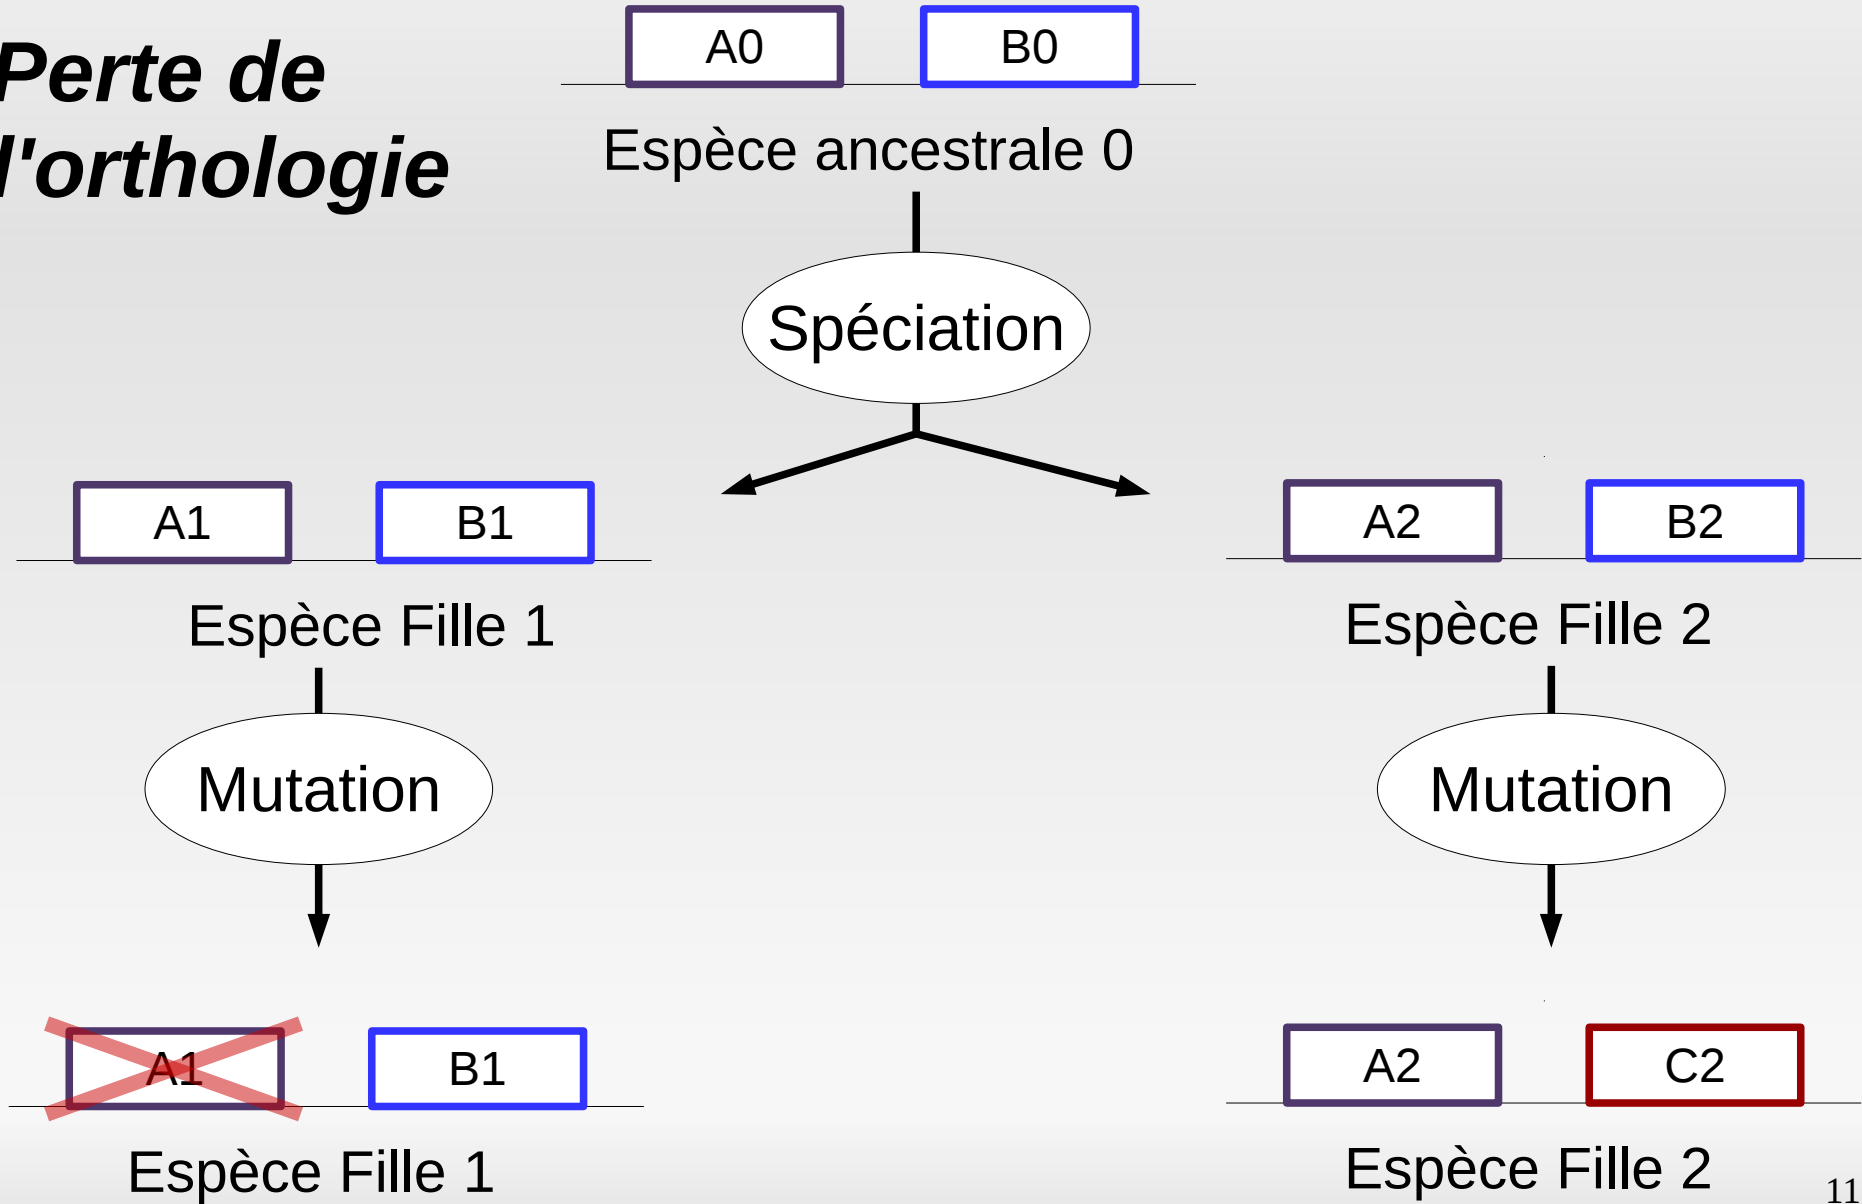 Perte de
l'orthologie
A0 B0
Espèce ancestrale 0
Spéciation
A1 B1
A2 B2
Espèce Fille 1
Espèce Fille 2
Mutation
Mutation
A1 B1
A2 C2
Espèce Fille 1
Espèce Fille 2
11